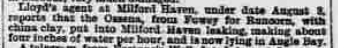 Lloyd's agent at Milford Haven, under date August 3,
reports that the Ossena, from Fowey for Runcorn, with
china clay, put into Milford Haven leaking, making about
four inches of water per hour, and is now lying in Angle Bay.